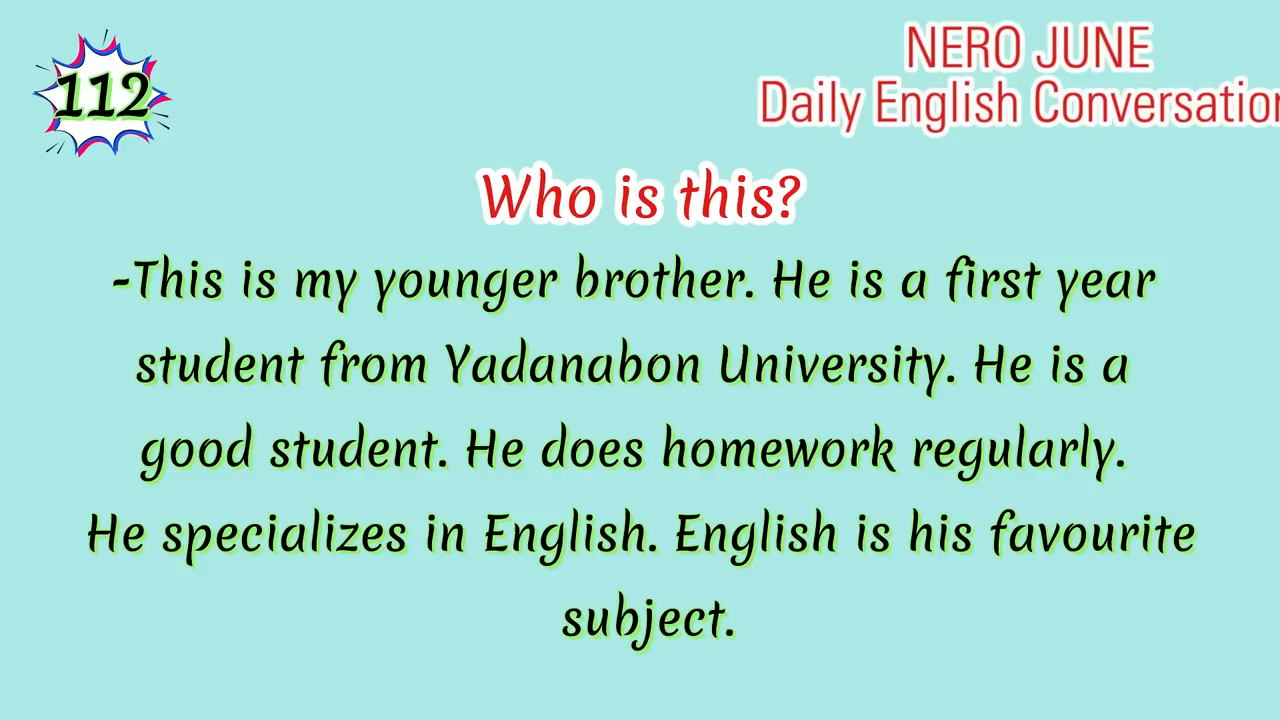 112
NERO JUNE
Daily English Conversation
Who is this?
-This is my younger brother. He is a first year
student from Yadanabon University. He is a
good student. He does homework regularly.
He specializes in English. English is his favourite
subject.